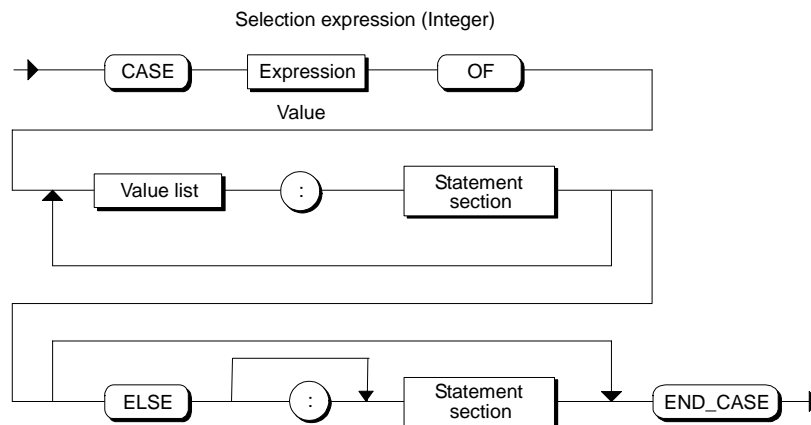 Selection expression (Integer)
CASE
Expression
OF
Value
Value list
:
Statement
section
ELSE
:
Statement
section
END_CASE